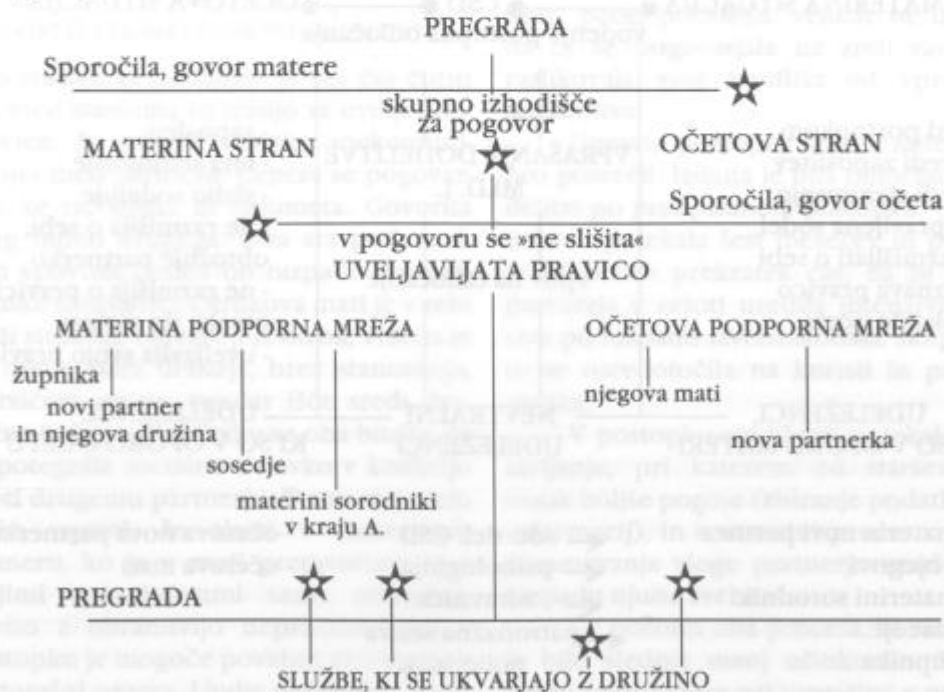 PREGRADA
Sporočila, govor matere
skupno izhodišče
za pogovor
MATERINA STRAN
OČETOVA STRAN
Sporočila, govor očeta
v pogovoru se »ne slišita«
UVELJAVLJATA PRAVICO
MATERINA PODPORNA MREŽA
OČETOVA PODPORNA MREŽA
župnika
novi partner
in njegova družina
sosedje
materini sorodniki
v kraju A.
njegova mati
nova partnerka
PREGRADA
SLUŽBE, KI SE UKVARJAJO Z DRUŽINO